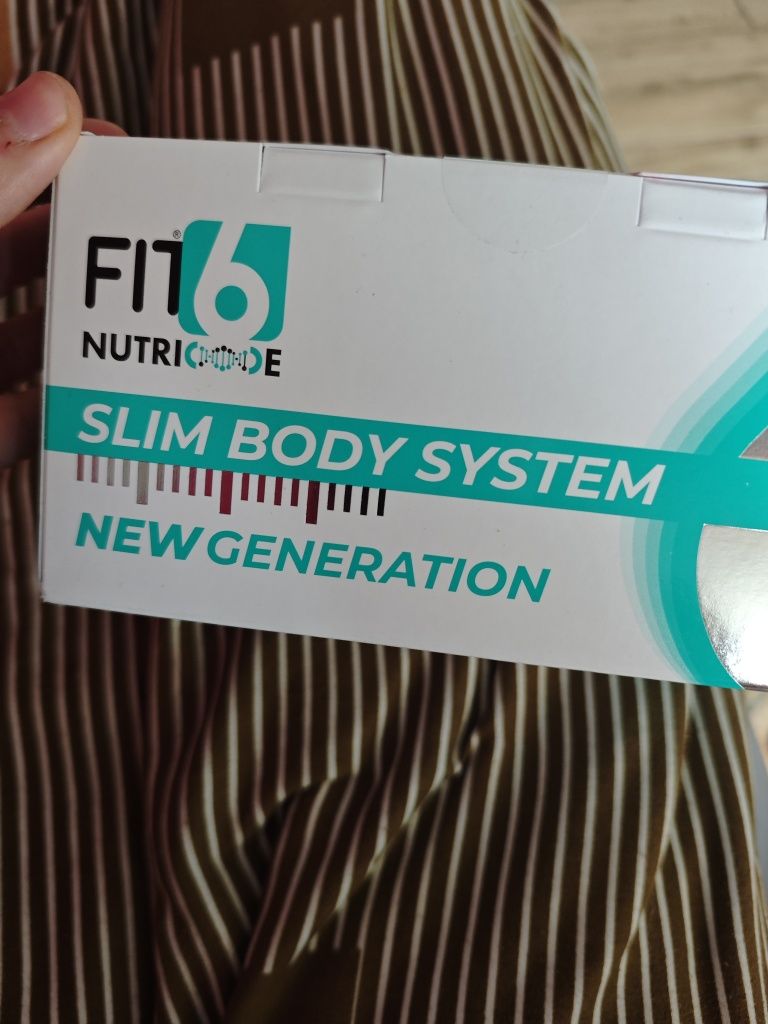 FIT6®
NUTRICODE
SLIM BODY SYSTEM
NEW GENERATION